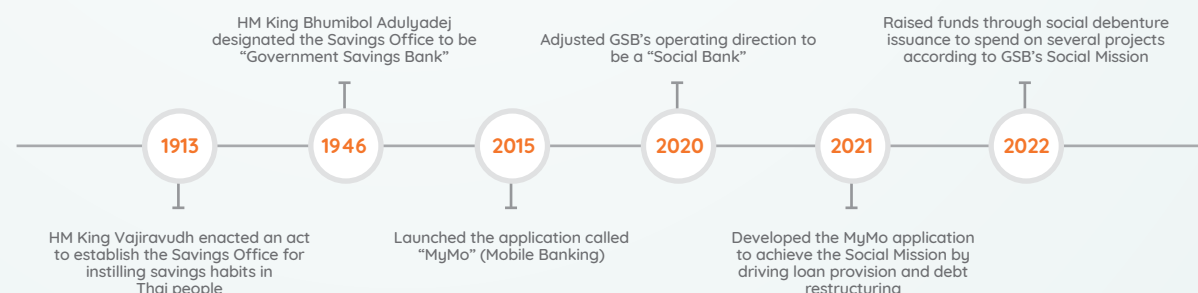 HM King Bhumibol Adulyadej
designated the Savings Office to be
“Government Savings Bank”
Adjusted GSB’s operating direction to
be a “Social Bank”
Raised funds through social debenture
issuance to spend on several projects
according to GSB’s Social Mission
1913
1946
2015
2020
2021
2022
HM King Vajiravudh enacted an act
to establish the Savings Office for
instilling savings habits in
Thai people
Launched the application called
“MyMo” (Mobile Banking)
Developed the MyMo application
to achieve the Social Mission by
driving loan provision and debt
restructuring